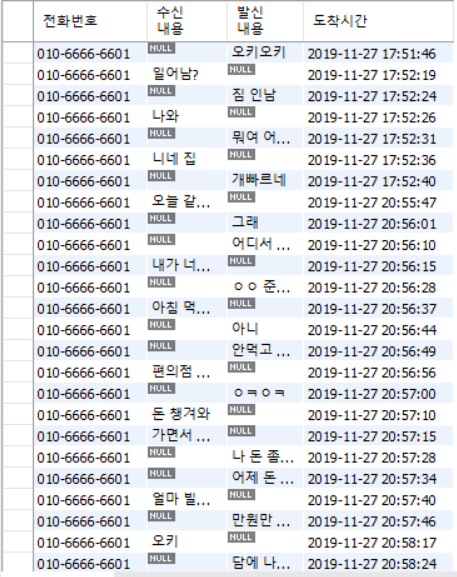 전화번호 수신 내용 발신 내용 도착시간
010-6666-6601 NULL 오키오키 2019-11-27 17:51:46
010-6666-6601 일어남? NULL 2019-11-27 17:52:19
010-6666-6601 NULL 짐 인남 2019-11-27 17:52:24
010-6666-6601 나와 NULL 2019-11-27 17:52:26
010-6666-6601 NULL 뭐여 어... 2019-11-27 17:52:31
010-6666-6601 니네 집 NULL 2019-11-27 17:52:36
010-6666-6601 NULL 개빠르네 2019-11-27 17:52:40
010-6666-6601 오늘 같... NULL 2019-11-27 20:55:47
010-6666-6601 NULL 그래 2019-11-27 20:56:01
010-6666-6601 NULL 어디서 ... 2019-11-27 20:56:10
010-6666-6601 내가 너... NULL 2019-11-27 20:56:15
010-6666-6601 NULL ㅇㅇ 준... 2019-11-27 20:56:28
010-6666-6601 아침 먹... NULL 2019-11-27 20:56:37
010-6666-6601 NULL 아니 2019-11-27 20:56:44
010-6666-6601 NULL 안먹고 ... 2019-11-27 20:56:49
010-6666-6601 편의점 ... NULL 2019-11-27 20:56:56
010-6666-6601 NULL ㅇㅋㅇㅋ 2019-11-27 20:57:00
010-6666-6601 돈 챙겨와 NULL 2019-11-27 20:57:10
010-6666-6601 가면서 ... NULL 2019-11-27 20:57:15
010-6666-6601 NULL 나 돈 좀... 2019-11-27 20:57:28
010-6666-6601 NULL 어제 돈 ... 2019-11-27 20:57:34
010-6666-6601 얼마 빌... NULL 2019-11-27 20:57:40
010-6666-6601 NULL 만원만 ... 2019-11-27 20:57:46
010-6666-6601 오키 NULL 2019-11-27 20:58:17
010-6666-6601 NULL 담에 나... 2019-11-27 20:58:24